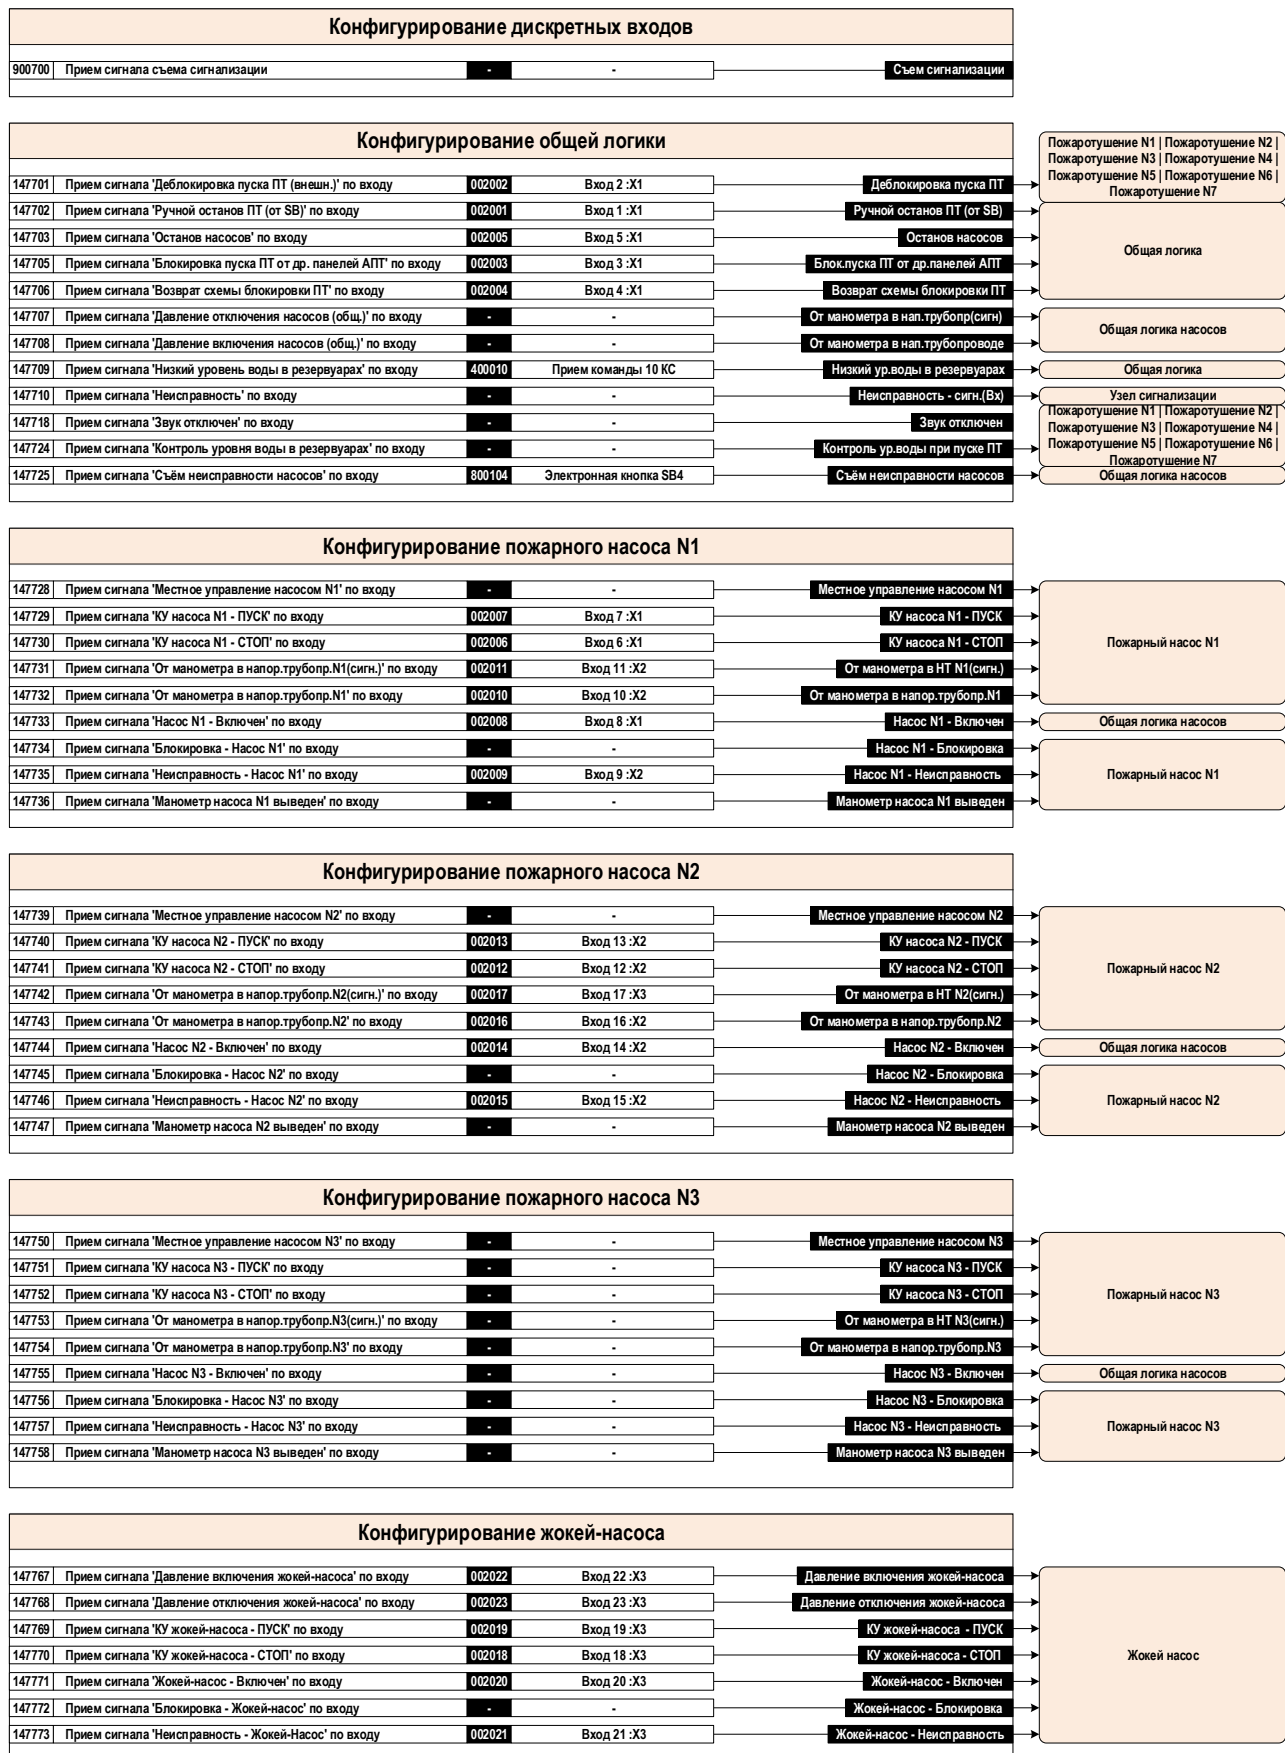 Конфигурирование дискретных входов
900700 Прием сигнала съема сигнализации - - Съем сигнализации
Конфигурирование общей логики
Пожаротушение N1 | Пожаротушение N2 |
Пожаротушение N3 | Пожаротушение N4 |
Пожаротушение N5 | Пожаротушение N6 |
Пожаротушение N7
147701 Прием сигнала 'Деблокировка пуска ПТ (внешн.)' по входу 002002 Вход 2 :X1 Деблокировка пуска ПТ
147702 Прием сигнала 'Ручной останов ПТ (от SB)' по входу 002001 Вход 1 :X1 Ручной останов ПТ (от SB)
147703 Прием сигнала 'Останов насосов' по входу 002005 Вход 5 :X1 Останов насосов
Общая логика
147705 Прием сигнала 'Блокировка пуска ПТ от др. панелей АПТ' по входу 002003 Вход 3 :X1 Блок.пуска ПТ от др.панелей АПТ
147706 Прием сигнала 'Возврат схемы блокировки ПТ' по входу 002004 Вход 4 :X1 Возврат схемы блокировки ПТ
147707 Прием сигнала 'Давление отключения насосов (общ.)' по входу - - От манометра в нап.трубопр(сигн)
Общая логика насосов
147708 Прием сигнала 'Давление включения насосов (общ.)' по входу - - От манометра в нап.трубопроводе
147709 Прием сигнала 'Низкий уровень воды в резервуарах' по входу 400010 Прием команды 10 КС Низкий ур.воды в резервуарах Общая логика
147710 Прием сигнала 'Неисправность' по входу - - Неисправность - сигн.(Вх) Узел сигнализации
147718 Прием сигнала 'Звук отключен' по входу - - Звук отключен
Пожаротушение N1 | Пожаротушение N2 |
Пожаротушение N3 | Пожаротушение N4 |
Пожаротушение N5 | Пожаротушение N6 |
Пожаротушение N7
147724 Прием сигнала 'Контроль уровня воды в резервуарах' по входу - - Контроль ур.воды при пуске ПТ
147725 Прием сигнала 'Съём неисправности насосов' по входу 800104 Электронная кнопка SB4 Съём неисправности насосов Общая логика насосов
Конфигурирование пожарного насоса N1
147728 Прием сигнала 'Местное управление насосом N1' по входу - - Местное управление насосом N1
147729 Прием сигнала 'КУ насоса N1 - ПУСК' по входу 002007 Вход 7 :X1 КУ насоса N1 - ПУСК
147730 Прием сигнала 'КУ насоса N1 - СТОП' по входу 002006 Вход 6 :X1 КУ насоса N1 - СТОП Пожарный насос N1
147731 Прием сигнала 'От манометра в напор.трубопр.N1(сигн.)' по входу 002011 Вход 11 :X2 От манометра в НТ N1(сигн.)
147732 Прием сигнала 'От манометра в напор.трубопр.N1' по входу 002010 Вход 10 :X2 От манометра в напор.трубопр.N1
147733 Прием сигнала 'Насос N1 - Включен' по входу 002008 Вход 8 :X1 Насос N1 - Включен Общая логика насосов
147734 Прием сигнала 'Блокировка - Насос N1' по входу - - Насос N1 - Блокировка
147735 Прием сигнала 'Неисправность - Насос N1' по входу 002009 Вход 9 :X2 Насос N1 - Неисправность Пожарный насос N1
147736 Прием сигнала 'Манометр насоса N1 выведен' по входу - - Манометр насоса N1 выведен
Конфигурирование пожарного насоса N2
147739 Прием сигнала 'Местное управление насосом N2' по входу - - Местное управление насосом N2
147740 Прием сигнала 'КУ насоса N2 - ПУСК' по входу 002013 Вход 13 :X2 КУ насоса N2 - ПУСК
147741 Прием сигнала 'КУ насоса N2 - СТОП' по входу 002012 Вход 12 :X2 КУ насоса N2 - СТОП Пожарный насос N2
147742 Прием сигнала 'От манометра в напор.трубопр.N2(сигн.)' по входу 002017 Вход 17 :X3 От манометра в НТ N2(сигн.)
147743 Прием сигнала 'От манометра в напор.трубопр.N2' по входу 002016 Вход 16 :X2 От манометра в напор.трубопр.N2
147744 Прием сигнала 'Насос N2 - Включен' по входу 002014 Вход 14 :X2 Насос N2 - Включен Общая логика насосов
147745 Прием сигнала 'Блокировка - Насос N2' по входу - - Насос N2 - Блокировка
147746 Прием сигнала 'Неисправность - Насос N2' по входу 002015 Вход 15 :X2 Насос N2 - Неисправность Пожарный насос N2
147747 Прием сигнала 'Манометр насоса N2 выведен' по входу - - Манометр насоса N2 выведен
Конфигурирование пожарного насоса N3
147750 Прием сигнала 'Местное управление насосом N3' по входу - - Местное управление насосом N3
147751 Прием сигнала 'КУ насоса N3 - ПУСК' по входу - - КУ насоса N3 - ПУСК
147752 Прием сигнала 'КУ насоса N3 - СТОП' по входу - - КУ насоса N3 - СТОП Пожарный насос N3
147753 Прием сигнала 'От манометра в напор.трубопр.N3(сигн.)' по входу - - От манометра в НТ N3(сигн.)
147754 Прием сигнала 'От манометра в напор.трубопр.N3' по входу - - От манометра в напор.трубопр.N3
147755 Прием сигнала 'Насос N3 - Включен' по входу - - Насос N3 - Включен Общая логика насосов
147756 Прием сигнала 'Блокировка - Насос N3' по входу - - Насос N3 - Блокировка
147757 Прием сигнала 'Неисправность - Насос N3' по входу - - Насос N3 - Неисправность Пожарный насос N3
147758 Прием сигнала 'Манометр насоса N3 выведен' по входу - - Манометр насоса N3 выведен
Конфигурирование жокей-насоса
147767 Прием сигнала 'Давление включения жокей-насоса' по входу 002022 Вход 22 :X3 Давление включения жокей-насоса
147768 Прием сигнала 'Давление отключения жокей-насоса' по входу 002023 Вход 23 :X3 Давление отключения жокей-насоса
147769 Прием сигнала 'КУ жокей-насоса - ПУСК' по входу 002019 Вход 19 :X3 КУ жокей-насоса - ПУСК
147770 Прием сигнала 'КУ жокей-насоса - СТОП' по входу 002018 Вход 18 :X3 КУ жокей-насоса - СТОП Жокей насос
147771 Прием сигнала 'Жокей-насос - Включен' по входу 002020 Вход 20 :X3 Жокей-насос - Включен
147772 Прием сигнала 'Блокировка - Жокей-насос' по входу - - Жокей-насос - Блокировка
147773 Прием сигнала 'Неисправность - Жокей-Насос' по входу 002021 Вход 21 :X3 Жокей-насос - Неисправность